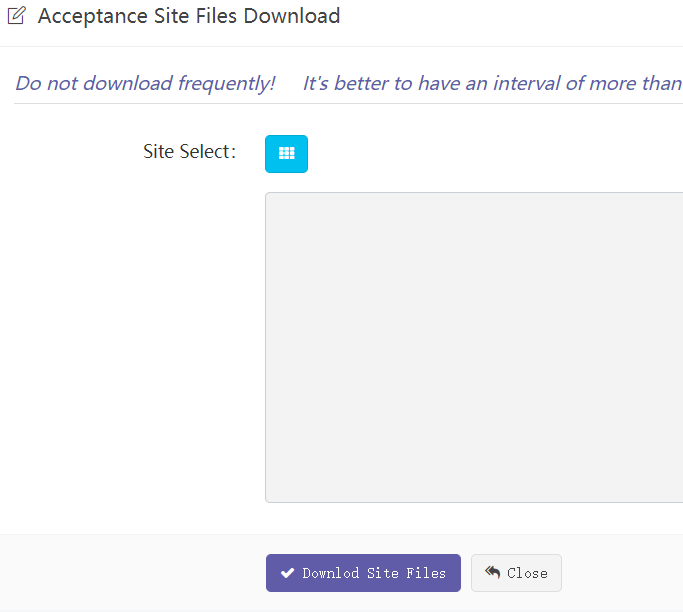 Acceptance Site Files Download
Do not download frequently! It's better to have an interval of more than
Site Select:
Downlod Site Files
Close